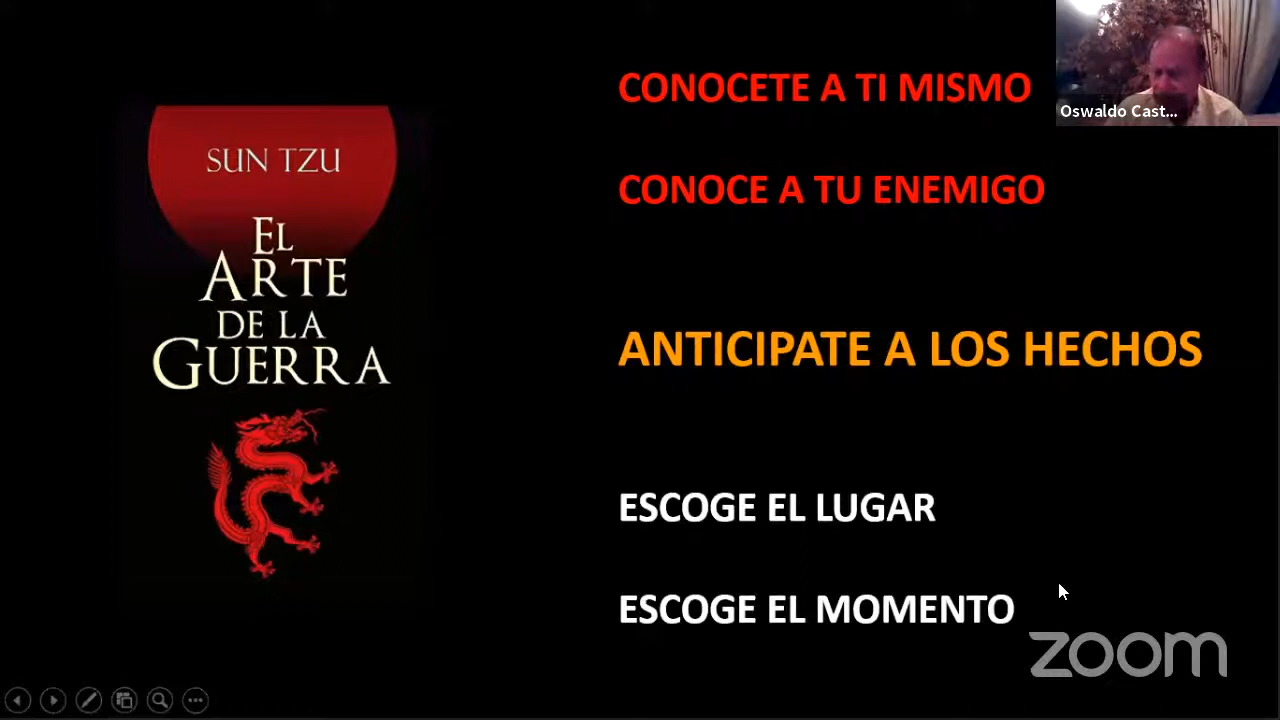 SUN TZU
EL
ARTE
DE LA
GUERRA
CONOCETE A TI MISMO
CONOCE A TU ENEMIGO
ANTICIPATE A LOS HECHOS
ESCOGE EL LUGAR
ESCOGE EL MOMENTO
Oswaldo Cast...
zoom